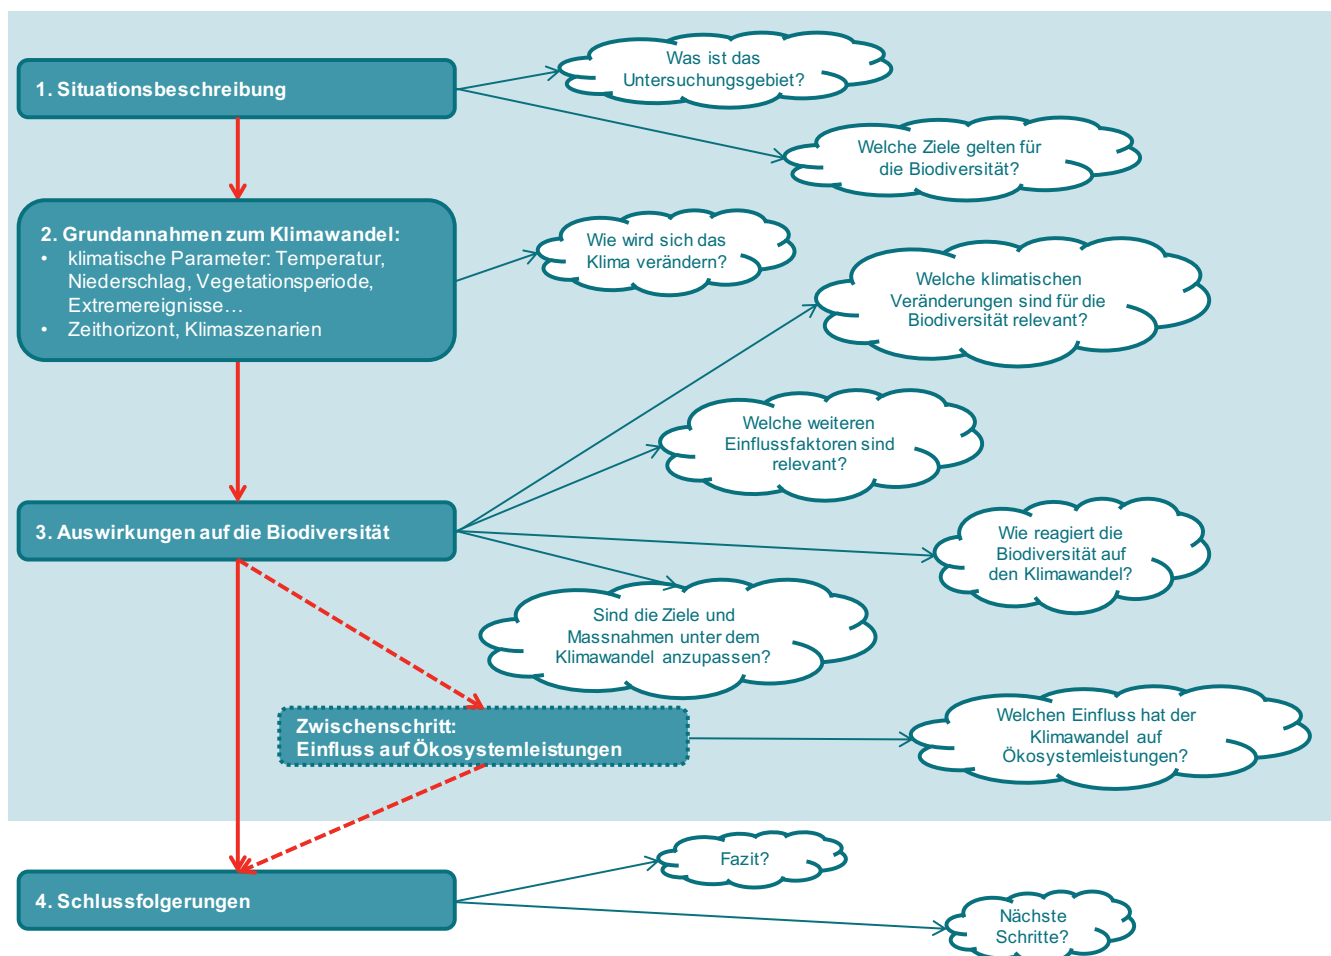 1. Situationsbeschreibung
Was ist das
Untersuchungsgebiet?
Welche Ziele gelten für
die Biodiversität?
2. Grundannahmen zum Klimawandel:
• klimatische Parameter: Temperatur,
Niederschlag, Vegetationsperiode,
Extremereignisse…
• Zeithorizont, Klimaszenarien
Wie wird sich das
Klima verändern?
Welche klimatischen
Veränderungen sind für die
Biodiversität relevant?
Welche weiteren
Einflussfaktoren sind
relevant?
3. Auswirkungen auf die Biodiversität
Wie reagiert die
Biodiversität auf
den Klimawandel?
Sind die Ziele und
Massnahmen unter dem
Klimawandel anzupassen?
Zwischenschritt:
Einfluss auf Ökosystemleistungen
Welchen Einfluss hat der
Klimawandel auf
Ökosystemleistungen?
4. Schlussfolgerungen
Fazit?
Nächste
Schritte?